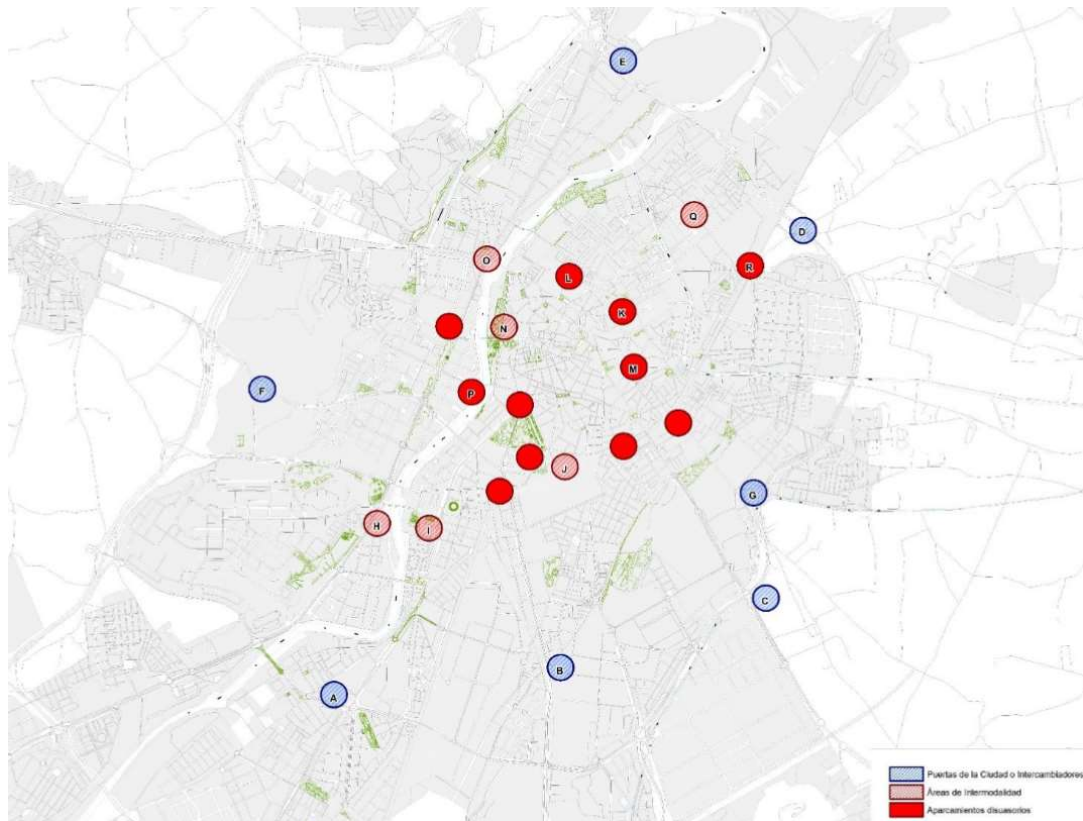 E
Q
D
O
L
R
K
N
M
F
P
J
G
H
I
C
B
A
Puertas de la Ciudad o Intercambiadores
Áreas de Intermodalidad
Aparcamientos disuasorios